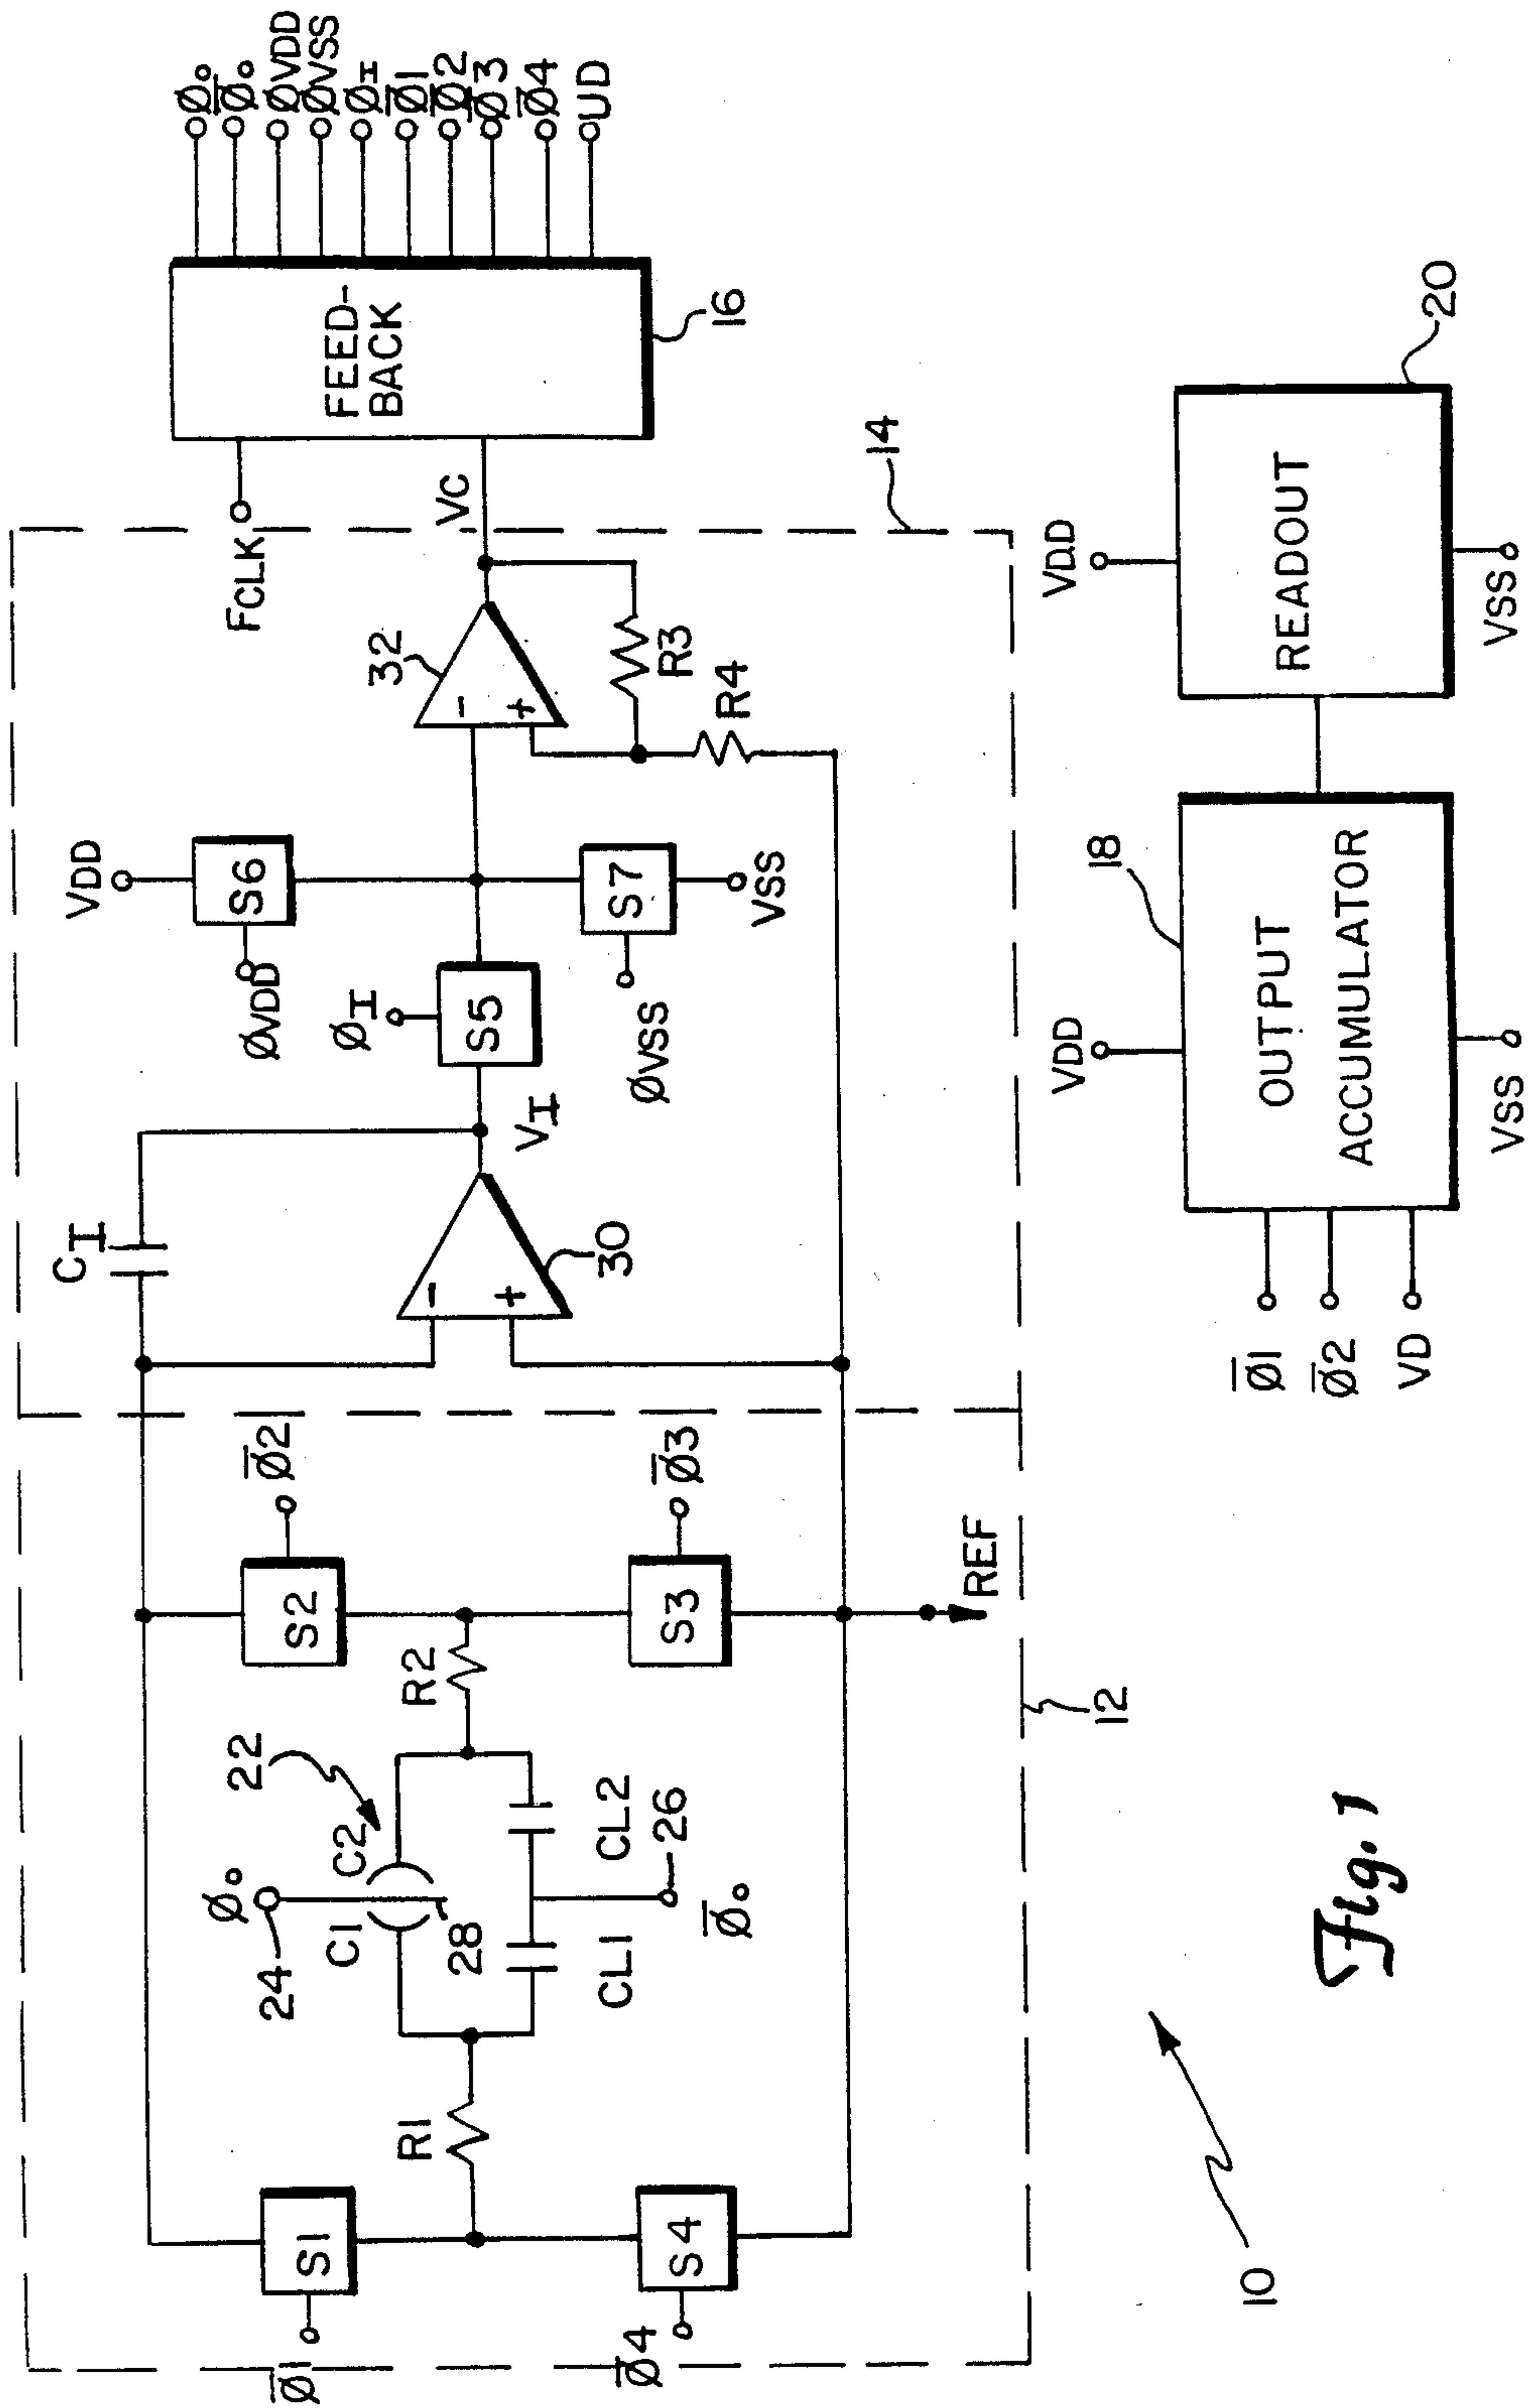 Ø̅1
S1
Ø̅4
S4
R1
24
Ø₀
C1
C2
22
28
CL1
CL2
26
Ø̅₀
R2
S2
Ø̅2
S3
Ø̅3
REF
12
CI
-
+
30
VI
ØI
S5
ØVDD
VDD
S6
ØVSS
S7
VSS
32
-
+
R3
R4
14
FCLK
VC
FEED-
BACK
16
Ø₀
Ø̅₀
ØVDD
ØVSS
ØI
Ø̅1
Ø̅2
Ø̅3
Ø̅4
UD
10
Ø̅1
Ø̅2
VD
VDD
18
OUTPUT
ACCUMULATOR
VSS
VDD
READOUT
20
VSS
Fig. 1